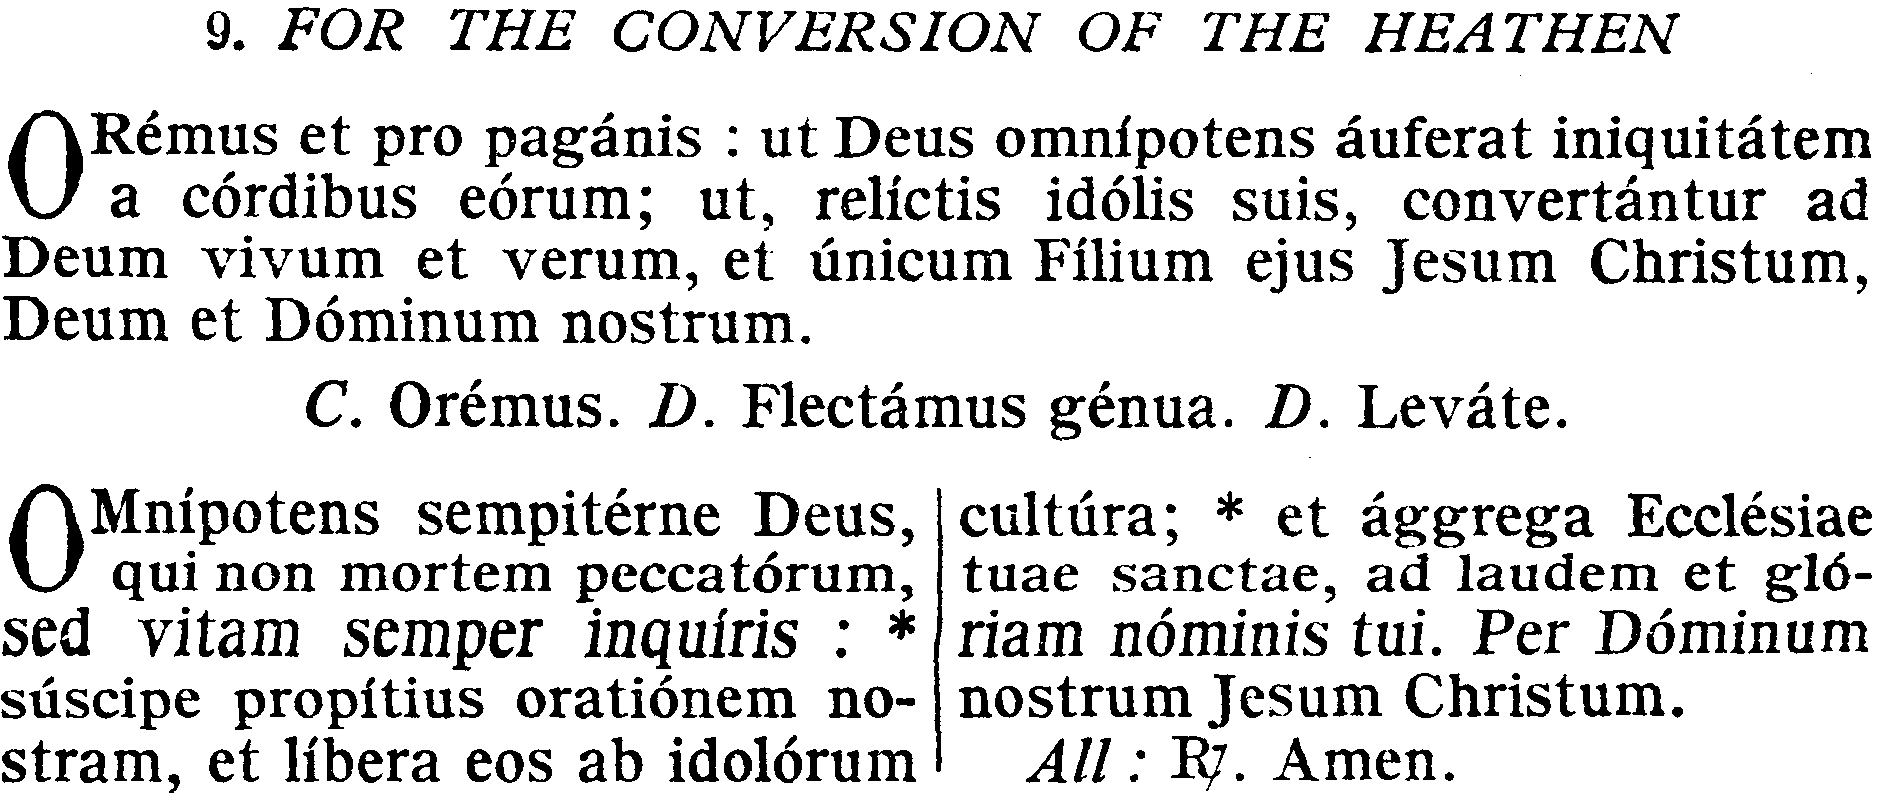 9. FOR THE CONVERSION OF THE HEATHEN
ORémus et pro pagánis : ut Deus omnípotens áuferat iniquitátem
a córdibus eórum; ut, relíctis idólis suis, convertántur ad
Deum vivum et verum, et únicum Fílium ejus Jesum Christum,
Deum et Dóminum nostrum.
C. Orémus. D. Flectámus génua. D. Leváte.
OMnípotens sempitérne Deus,
qui non mortem peccatórum,
sed vitam semper inquíris : *
súscipe propítius oratiónem no-
stram, et líbera eos ab idolórum
cultúra; * et ággrega Ecclésiae
tuae sanctae, ad laudem et gló-
riam nóminis tui. Per Dóminum
nostrum Jesum Christum.
All : ℟. Amen.